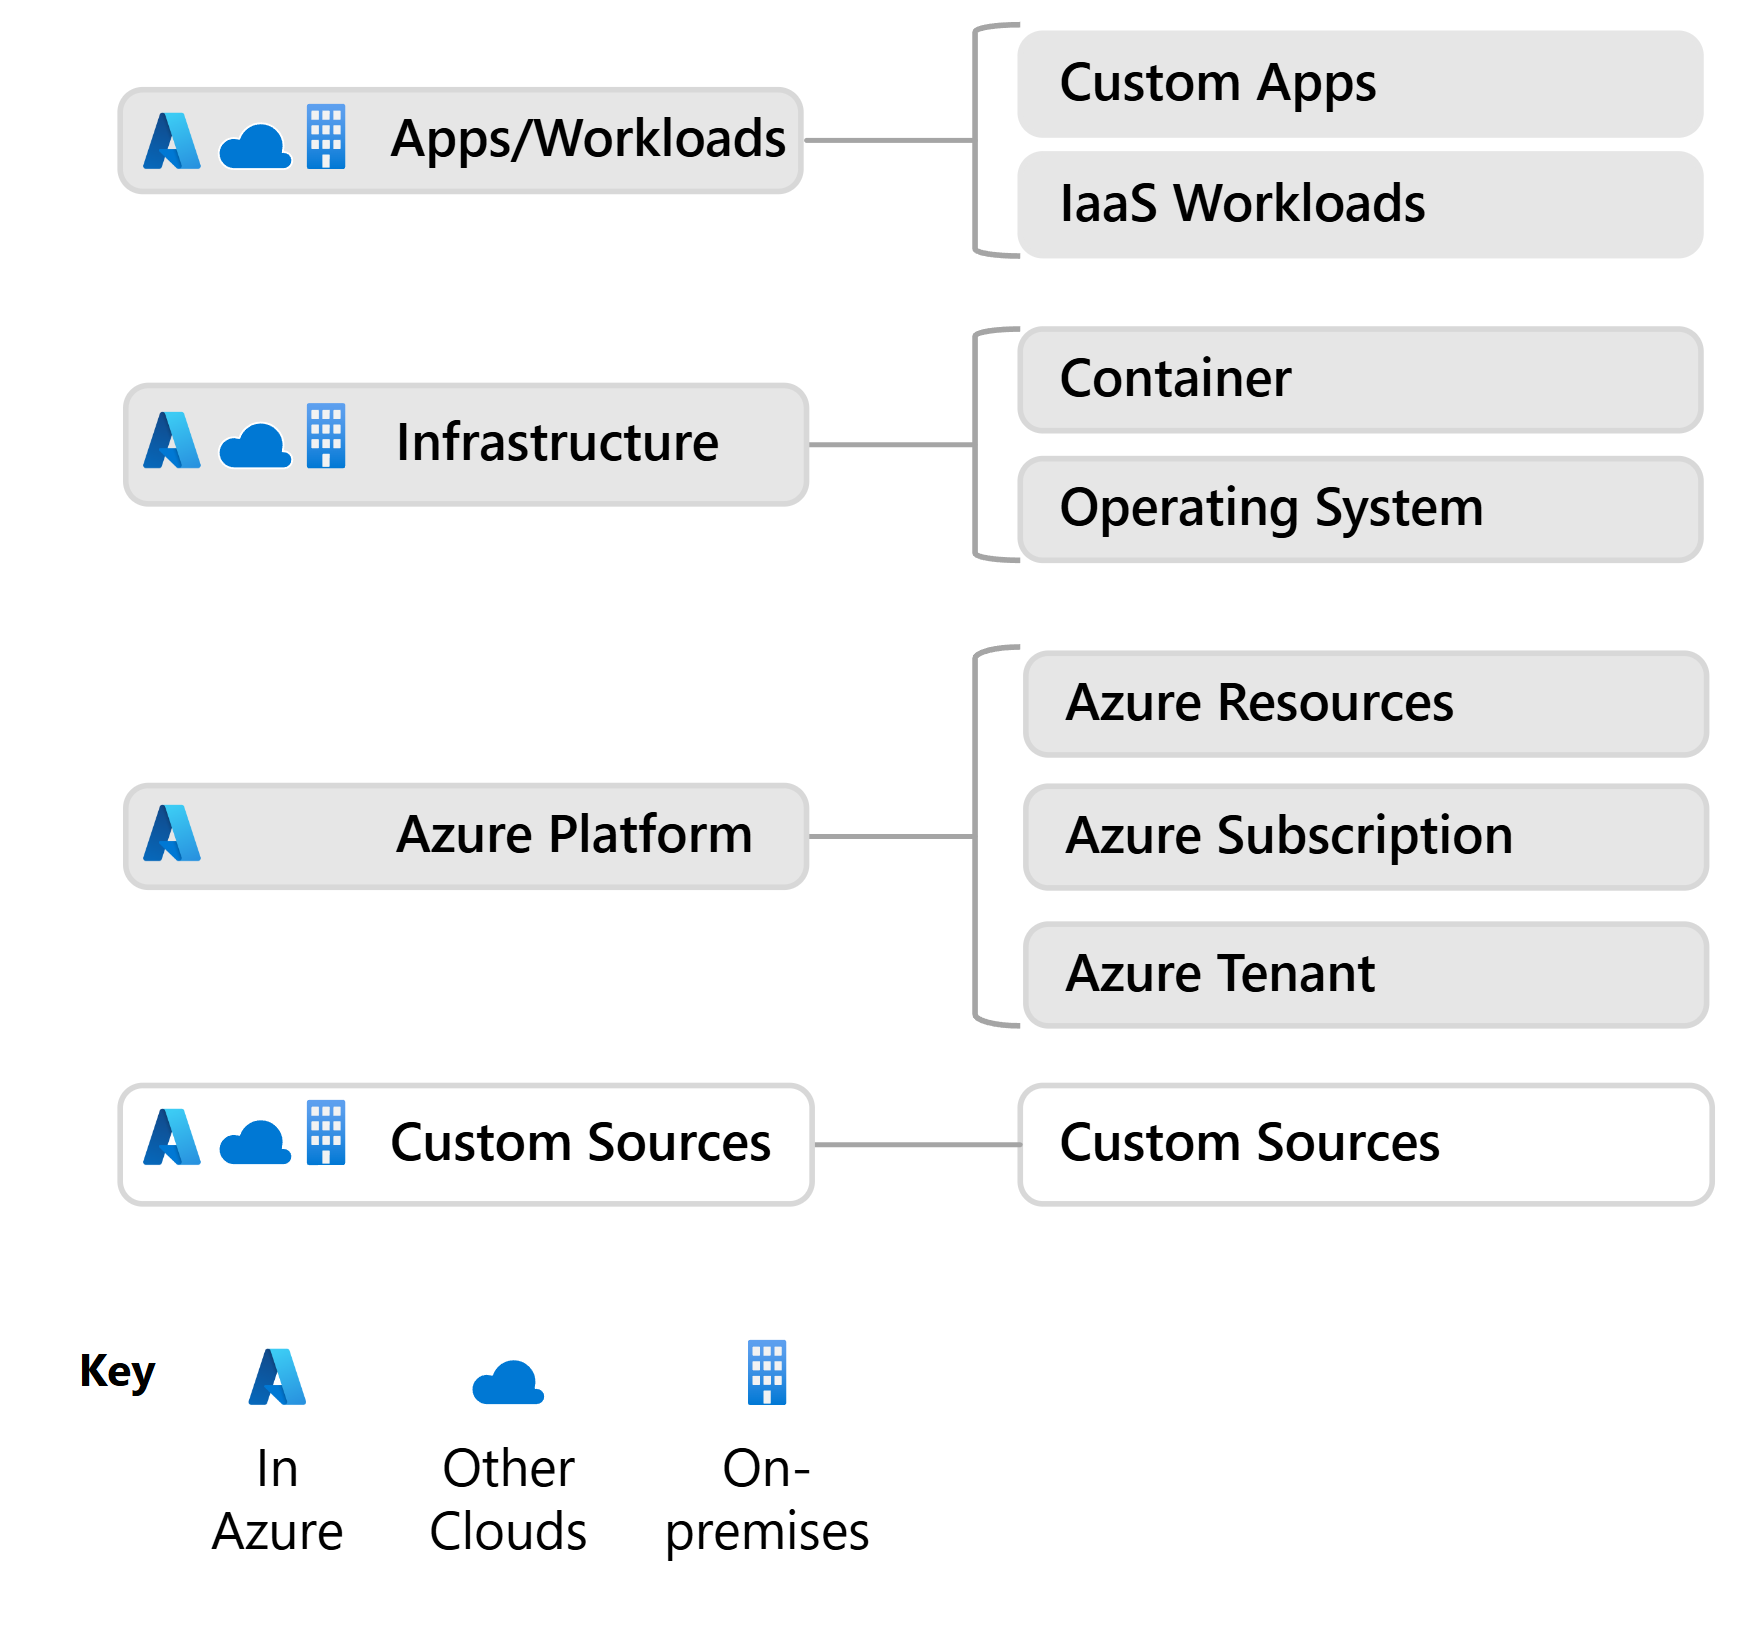 Apps/Workloads
Custom Apps
IaaS Workloads
Infrastructure
Container
Operating System
Azure Platform
Azure Resources
Azure Subscription
Azure Tenant
Custom Sources
Custom Sources
Key
In
Azure
Other
Clouds
On-
premises